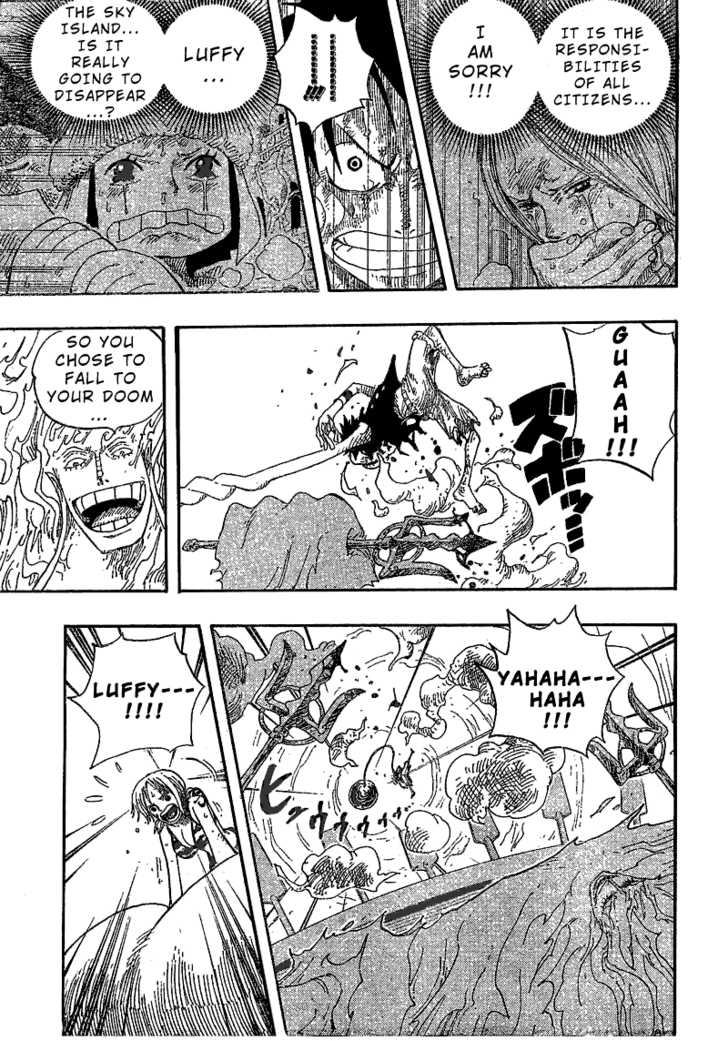 IT IS THE
RESPONSI-
BILITIES
OF ALL
CITIZENS...
I
AM
SORRY
!!!
!!!!
LUFFY
...
THE SKY
ISLAND...
IS IT
REALLY
GOING TO
DISAPPEAR
...?
GUAAH
!!!
ズボッ…
SO YOU
CHOSE TO
FALL TO
YOUR DOOM
...
YAHAHA---
HAHA
!!!
ヒュウウウウ
LUFFY---
!!!!